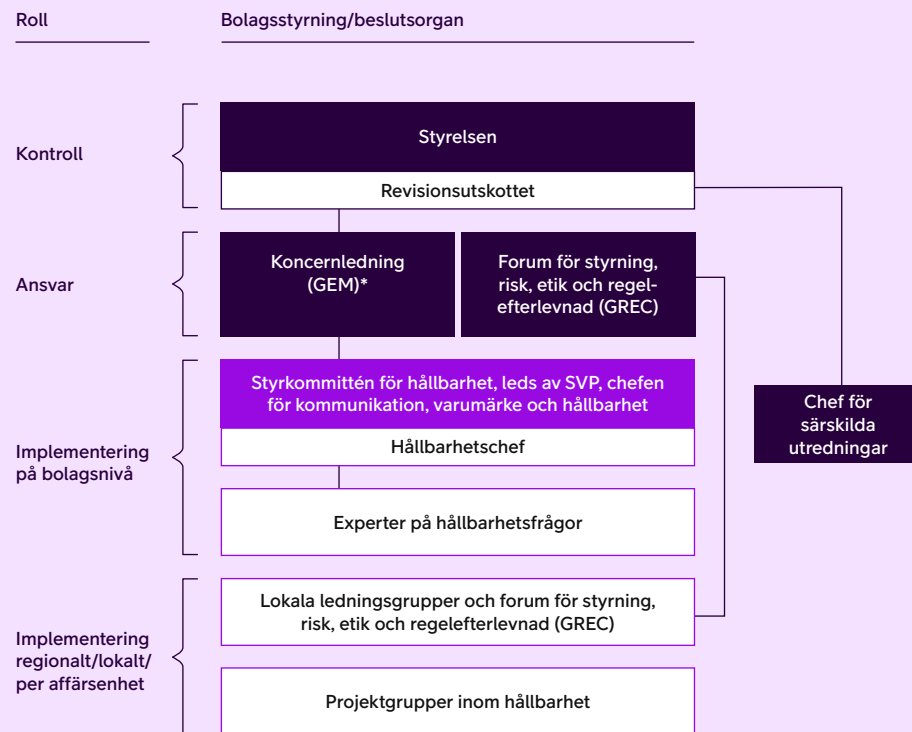 Roll
Bolagsstyrning/beslutsorgan
Kontroll
Styrelsen
Revisionsutskottet
Ansvar
Koncernledning
(GEM)*
Forum för styrning,
risk, etik och regel-
efterlevnad (GREC)
Implementering
på bolagsnivå
Styrkommittén för hållbarhet, leds av SVP, chefen
för kommunikation, varumärke och hållbarhet
Hållbarhetschef
Experter på hållbarhetsfrågor
Chef för
särskilda
utredningar
Implementering
regionalt/lokalt/
per affärsenhet
Lokala ledningsgrupper och forum för styrning,
risk, etik och regelefterlevnad (GREC)
Projektgrupper inom hållbarhet